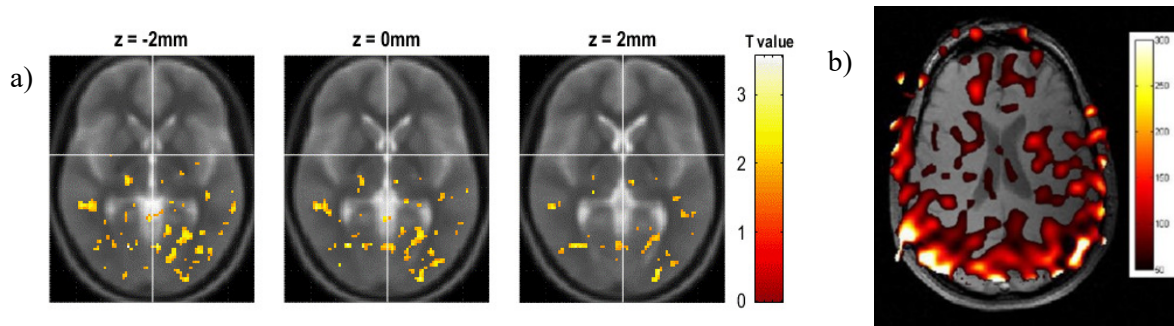 a)
z = -2mm
z = 0mm
z = 2mm
T value
3
2
1
0
b)
300
250
200
150
100
50